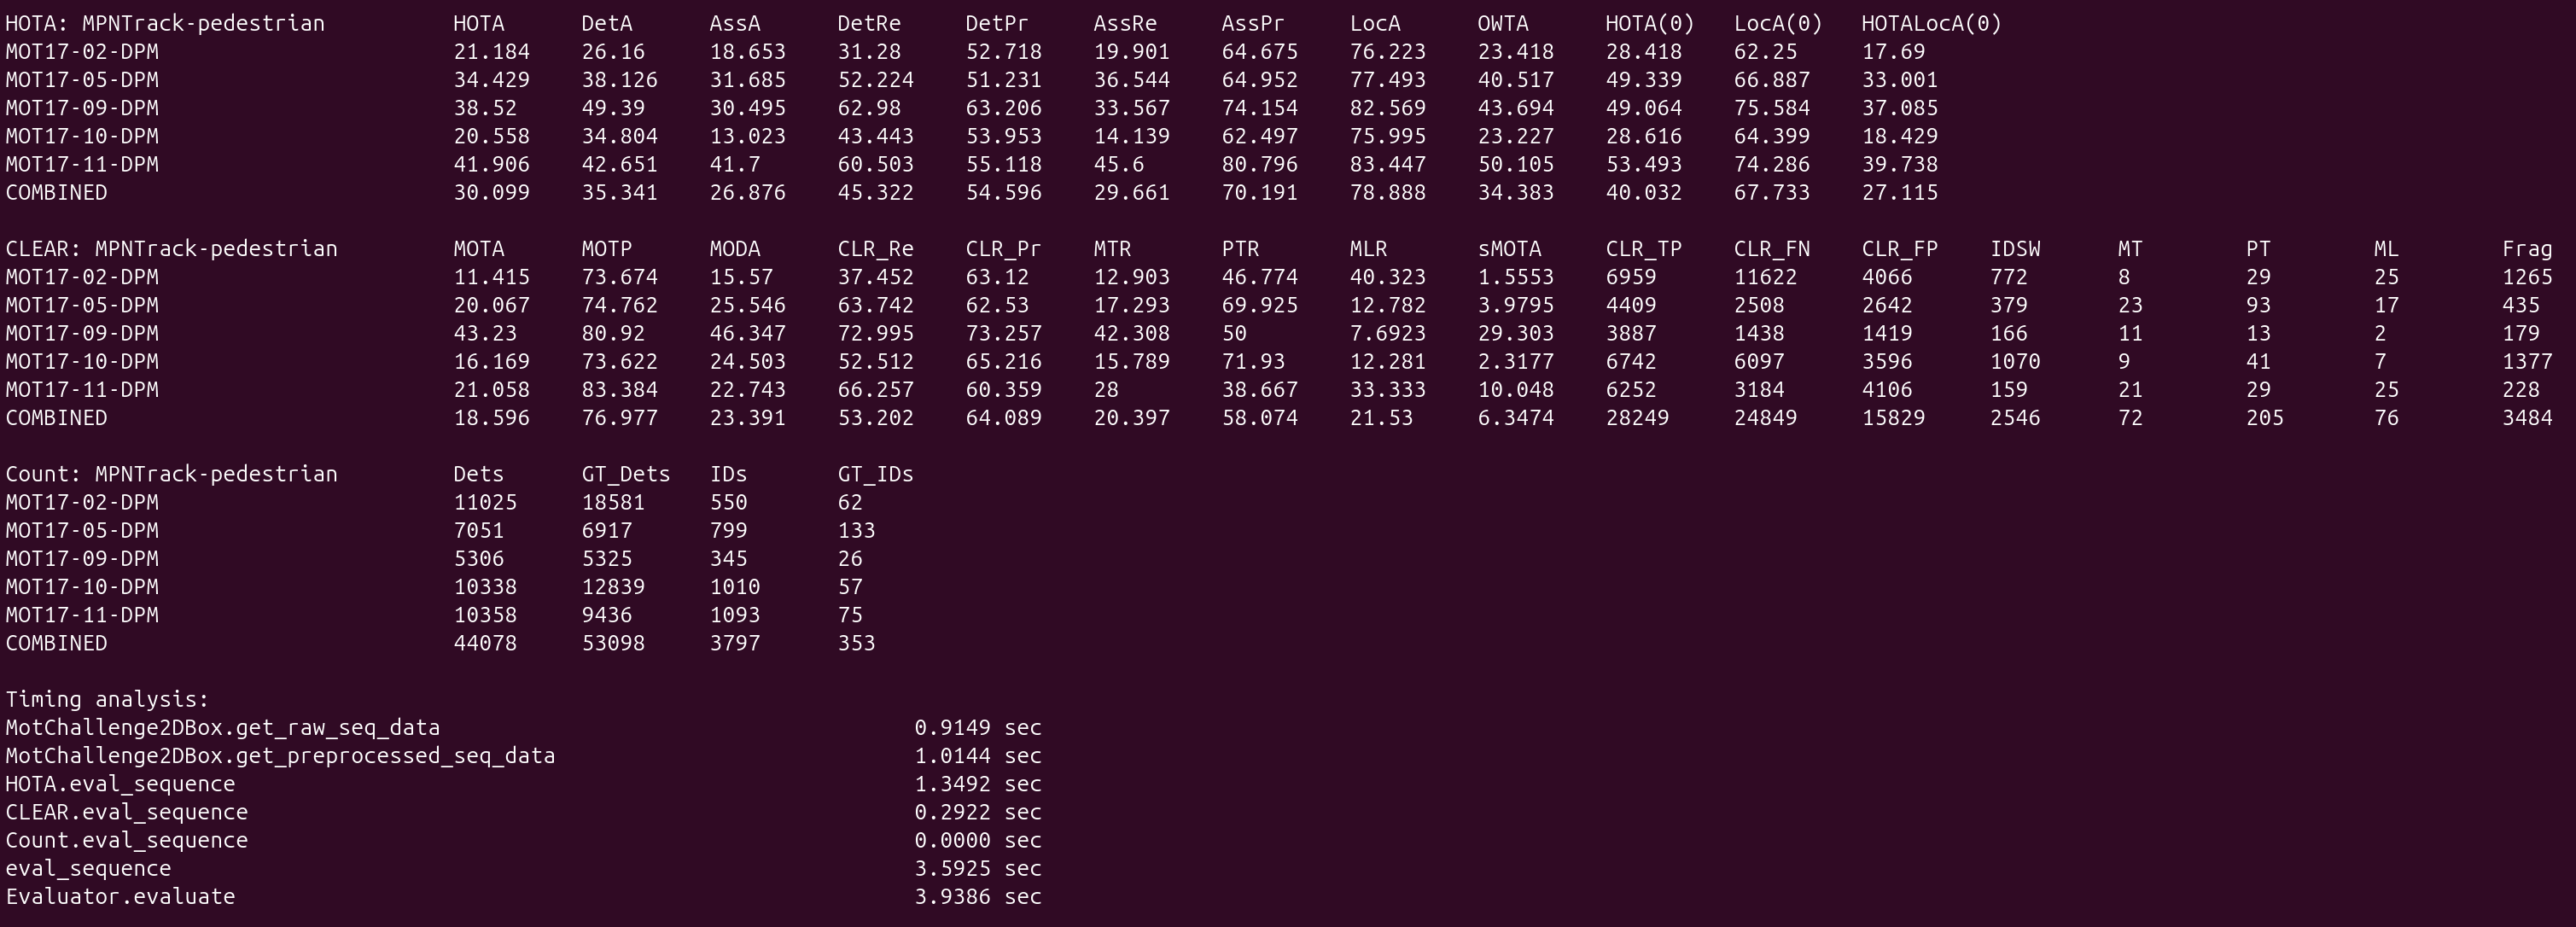 HOTA: MPNTrack-pedestrian HOTA DetA AssA DetRe DetPr AssRe AssPr LocA OWTA HOTA(0) LocA(0) HOTALocA(0)
MOT17-02-DPM 21.184 26.16 18.653 31.28 52.718 19.901 64.675 76.223 23.418 28.418 62.25 17.69
MOT17-05-DPM 34.429 38.126 31.685 52.224 51.231 36.544 64.952 77.493 40.517 49.339 66.887 33.001
MOT17-09-DPM 38.52 49.39 30.495 62.98 63.206 33.567 74.154 82.569 43.694 49.064 75.584 37.085
MOT17-10-DPM 20.558 34.804 13.023 43.443 53.953 14.139 62.497 75.995 23.227 28.616 64.399 18.429
MOT17-11-DPM 41.906 42.651 41.7 60.503 55.118 45.6 80.796 83.447 50.105 53.493 74.286 39.738
COMBINED 30.099 35.341 26.876 45.322 54.596 29.661 70.191 78.888 34.383 40.032 67.733 27.115
CLEAR: MPNTrack-pedestrian MOTA MOTP MODA CLR_Re CLR_Pr MTR PTR MLR sMOTA CLR_TP CLR_FN CLR_FP IDSW MT PT ML Frag
MOT17-02-DPM 11.415 73.674 15.57 37.452 63.12 12.903 46.774 40.323 1.5553 6959 11622 4066 772 8 29 25 1265
MOT17-05-DPM 20.067 74.762 25.546 63.742 62.53 17.293 69.925 12.782 3.9795 4409 2508 2642 379 23 93 17 435
MOT17-09-DPM 43.23 80.92 46.347 72.995 73.257 42.308 50 7.6923 29.303 3887 1438 1419 166 11 13 2 179
MOT17-10-DPM 16.169 73.622 24.503 52.512 65.216 15.789 71.93 12.281 2.3177 6742 6097 3596 1070 9 41 7 1377
MOT17-11-DPM 21.058 83.384 22.743 66.257 60.359 28 38.667 33.333 10.048 6252 3184 4106 159 21 29 25 228
COMBINED 18.596 76.977 23.391 53.202 64.089 20.397 58.074 21.53 6.3474 28249 24849 15829 2546 72 205 76 3484
Count: MPNTrack-pedestrian Dets GT_Dets IDs GT_IDs
MOT17-02-DPM 11025 18581 550 62
MOT17-05-DPM 7051 6917 799 133
MOT17-09-DPM 5306 5325 345 26
MOT17-10-DPM 10338 12839 1010 57
MOT17-11-DPM 10358 9436 1093 75
COMBINED 44078 53098 3797 353
Timing analysis:
MotChallenge2DBox.get_raw_seq_data 0.9149 sec
MotChallenge2DBox.get_preprocessed_seq_data 1.0144 sec
HOTA.eval_sequence 1.3492 sec
CLEAR.eval_sequence 0.2922 sec
Count.eval_sequence 0.0000 sec
eval_sequence 3.5925 sec
Evaluator.evaluate 3.9386 sec